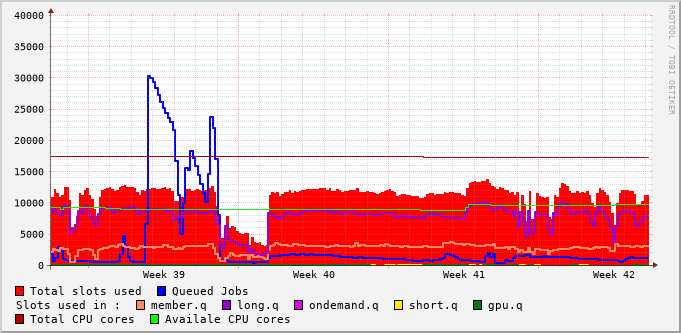 40000
35000
30000
25000
20000
15000
10000
5000
0
Week 39 Week 40 Week 41 Week 42
RRDTOOL / TOBI OETIKER
Total slots used Queued Jobs
Slots used in : member.q long.q ondemand.q short.q gpu.q
Total CPU cores Availale CPU cores